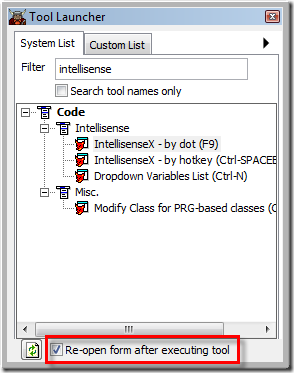 Tool Launcher
System List
Custom List
Filter
intellisense
Search tool names only
Code
Intellisense
IntellisenseX - by dot (F9)
IntellisenseX - by hotkey (Ctrl-SPACEB
Dropdown Variables List (Ctrl-N)
Misc.
Modify Class for PRG-based classes (C
Re-open form after executing tool